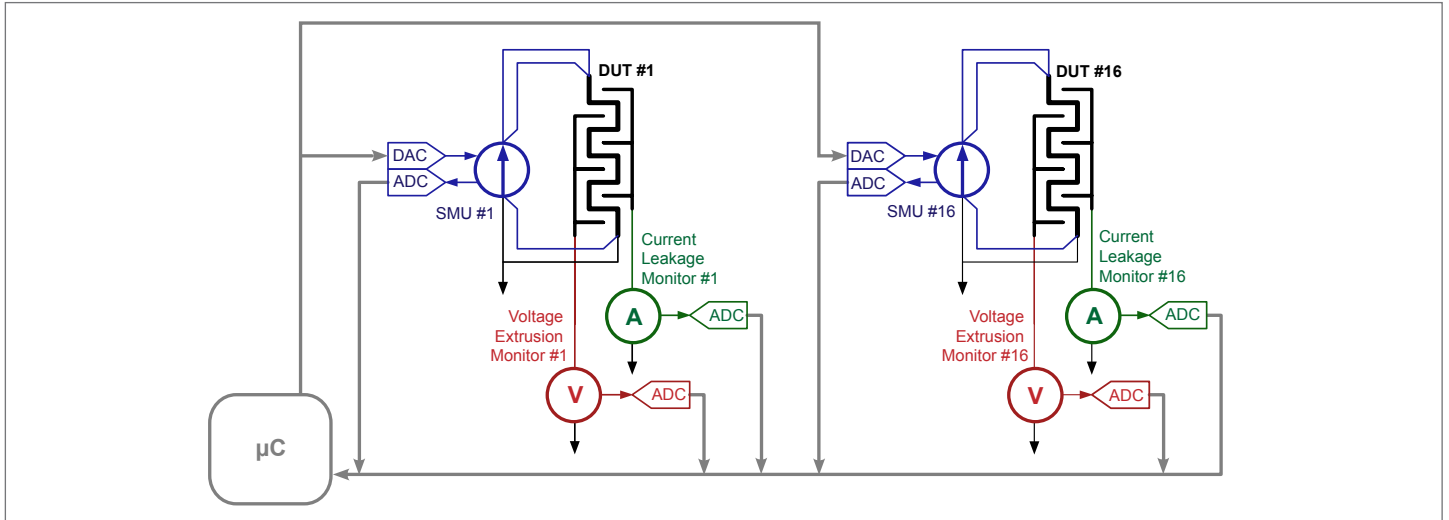 DUT #1
DAC
ADC
SMU #1
Current
Leakage
Monitor #1
A
ADC
Voltage
Extrusion
Monitor #1
V
ADC
DUT #16
DAC
ADC
SMU #16
Current
Leakage
Monitor #16
A
ADC
Voltage
Extrusion
Monitor #16
V
ADC
µC